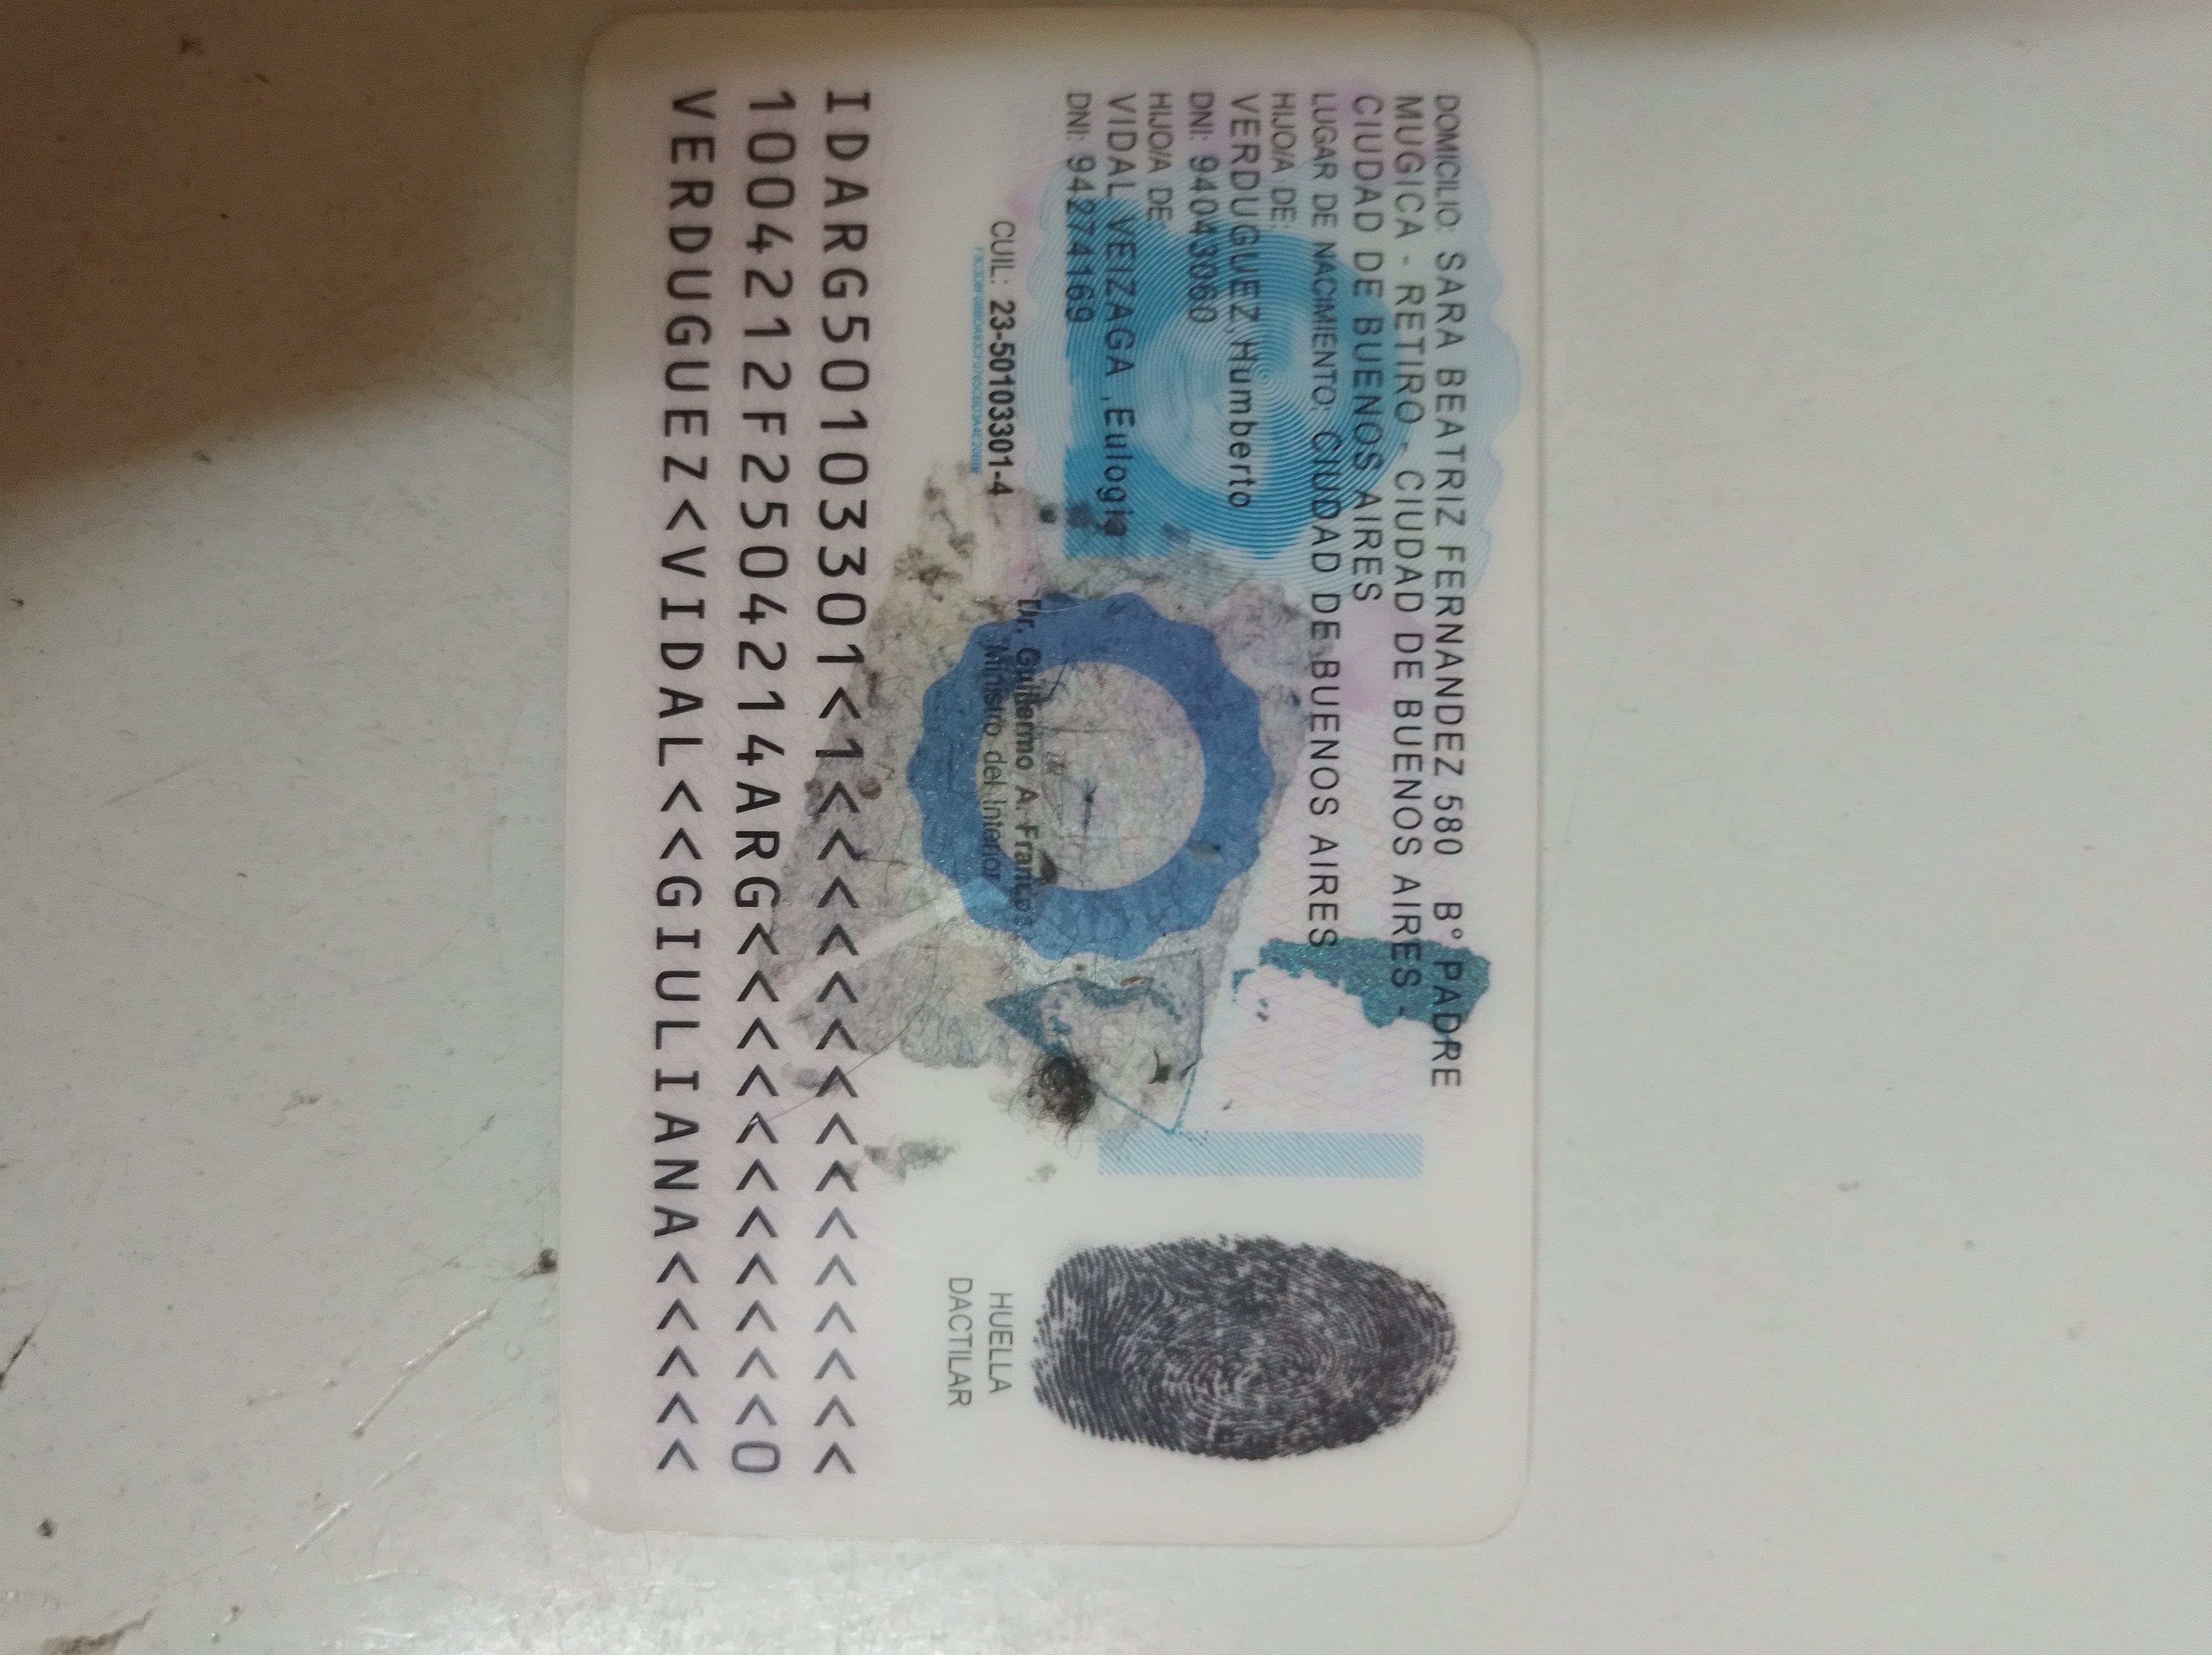 DOMICILIO: SARA BEATRIZ FERNANDEZ 580 B° PADRE
MUGICA - RETIRO - CIUDAD DE BUENOS AIRES -
CIUDAD DE BUENOS AIRES
LUGAR DE NACIMIENTO: CIUDAD DE BUENOS AIRES
HIJO/A DE:
VERDUGUEZ,Humberto
DNI: 94043060
HIJO/A DE:
VIDAL VEIZAGA ,Eulogia
DNI: 94274169
CUIL: 23-50103301-4
Dr. Guillermo A. Francos
Ministro del Interior
HUELLA
DACTILAR
IDARG50103301<1<<<<<<<<<<<<<<<
1004212F2504214ARG<<<<<<<<<<<0
VERDUGUEZ<VIDAL<<GIULIANA<<<<<